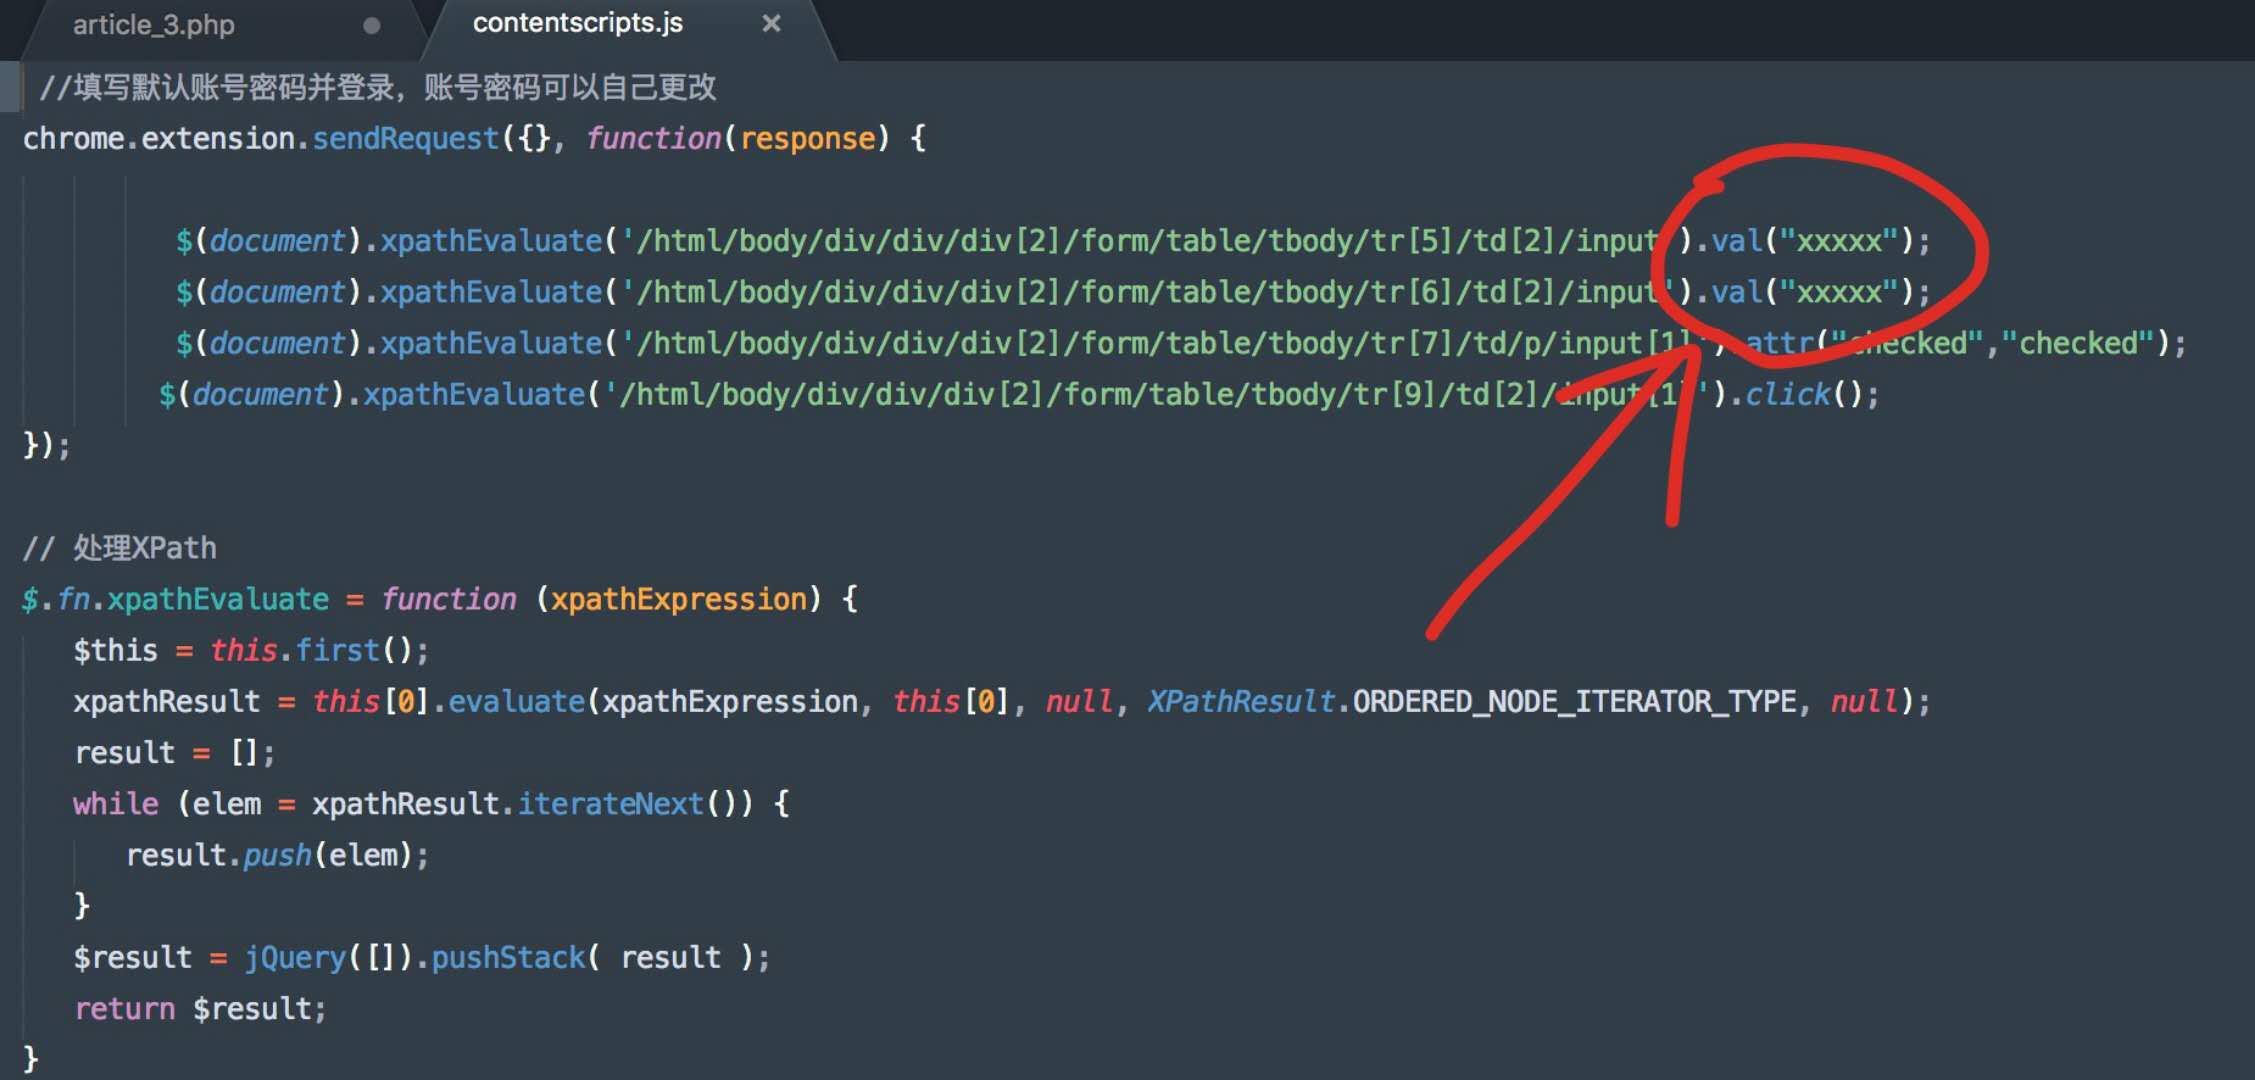 article_3.php
contentscripts.js ×
//填写默认账号密码并登录，账号密码可以自己更改
chrome.extension.sendRequest({}, function(response) {
$(document).xpathEvaluate('/html/body/div/div/div[2]/form/table/tbody/tr[5]/td[2]/input').val("xxxxx");
$(document).xpathEvaluate('/html/body/div/div/div[2]/form/table/tbody/tr[6]/td[2]/input').val("xxxxx");
$(document).xpathEvaluate('/html/body/div/div/div[2]/form/table/tbody/tr[7]/td/p/input[1]').attr("checked","checked");
$(document).xpathEvaluate('/html/body/div/div/div[2]/form/table/tbody/tr[9]/td[2]/input[1]').click();
});
// 处理XPath
$.fn.xpathEvaluate = function (xpathExpression) {
$this = this.first();
xpathResult = this[0].evaluate(xpathExpression, this[0], null, XPathResult.ORDERED_NODE_ITERATOR_TYPE, null);
result = [];
while (elem = xpathResult.iterateNext()) {
result.push(elem);
}
$result = jQuery([]).pushStack( result );
return $result;
}